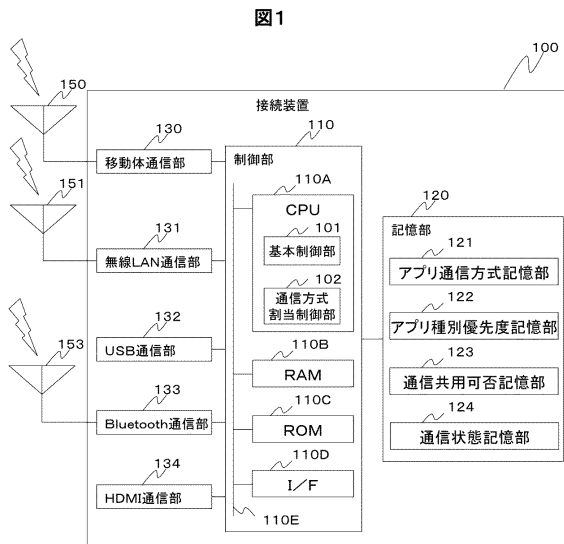 図1
100
接続装置
150
130
移動体通信部
151
131
無線LAN通信部
132
USB通信部
153
133
Bluetooth通信部
134
HDMI通信部
110
制御部
110A
CPU
101
基本制御部
102
通信方式
割当制御部
110B
RAM
110C
ROM
110D
I/F
110E
120
記憶部
121
アプリ通信方式記憶部
122
アプリ種別優先度記憶部
123
通信共用可否記憶部
124
通信状態記憶部